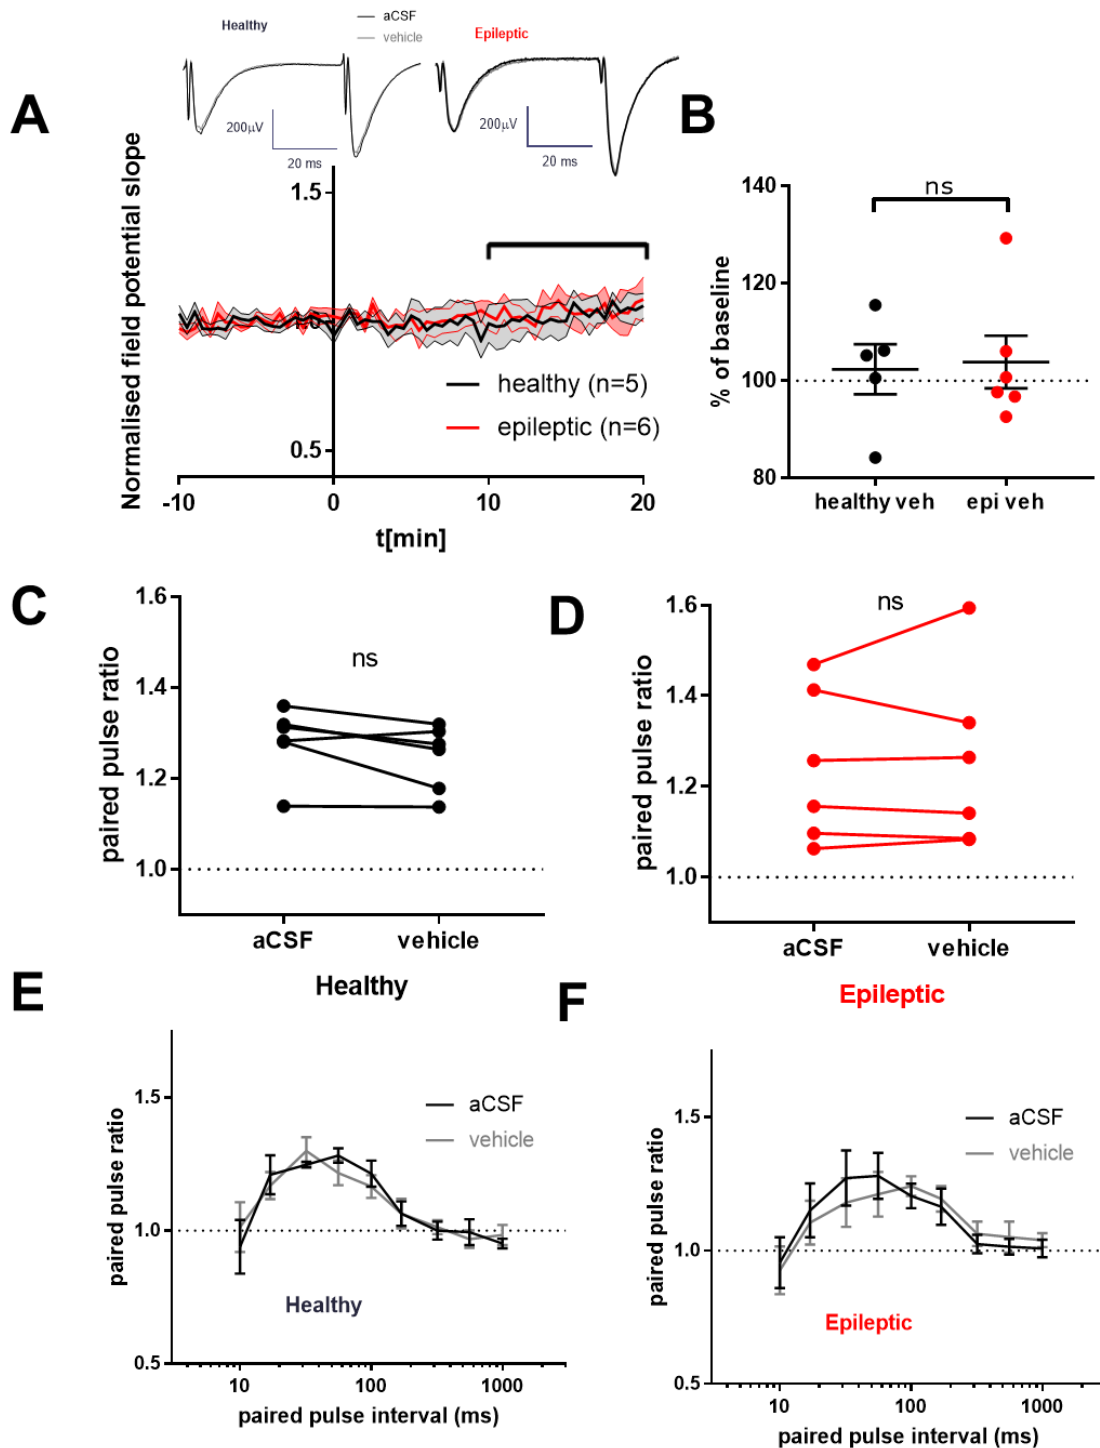 Healthy
aCSF
vehicle
Epileptic
200µV
20 ms
200µV
20 ms
A
Normalised field potential slope
1.5
0.5
-10
0
10
20
t[min]
healthy (n=5)
epileptic (n=6)
B
ns
% of baseline
140
120
100
80
healthy veh
epi veh
C
paired pulse ratio
1.6
1.4
1.2
1.0
ns
aCSF
vehicle
Healthy
D
paired pulse ratio
1.6
1.4
1.2
1.0
ns
aCSF
vehicle
Epileptic
E
paired pulse ratio
1.5
1.0
0.5
aCSF
vehicle
Healthy
10
100
1000
paired pulse interval (ms)
F
paired pulse ratio
1.5
1.0
0.5
aCSF
vehicle
Epileptic
10
100
1000
paired pulse interval (ms)